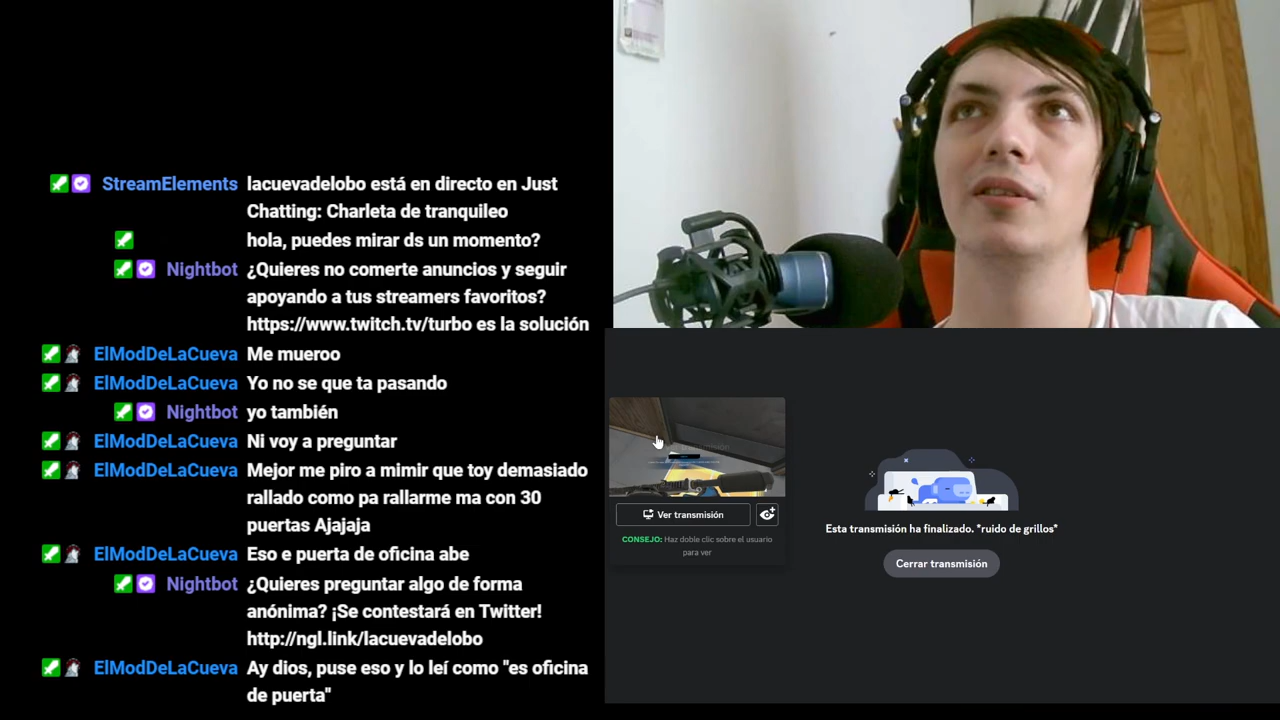 StreamElements lacuevadelobo está en directo en Just
Chatting: Charleta de tranquileo
hola, puedes mirar ds un momento?
Nightbot ¿Quieres no comerte anuncios y seguir
apoyando a tus streamers favoritos?
https://www.twitch.tv/turbo es la solución
ElModDeLaCueva Me mueroo
ElModDeLaCueva Yo no se que ta pasando
Nightbot yo también
ElModDeLaCueva Ni voy a preguntar
ElModDeLaCueva Mejor me piro a mimir que toy demasiado
rallado como pa rallarme ma con 30
puertas Ajajaja
ElModDeLaCueva Eso e puerta de oficina abe
Nightbot ¿Quieres preguntar algo de forma
anónima? ¡Se contestará en Twitter!
http://ngl.link/lacuevadelobo
ElModDeLaCueva Ay dios, puse eso y lo leí como "es oficina
de puerta"
Ver transmisión
CONSEJO: Haz doble clic sobre el usuario
para ver
Esta transmisión ha finalizado. *ruido de grillos*
Cerrar transmisión